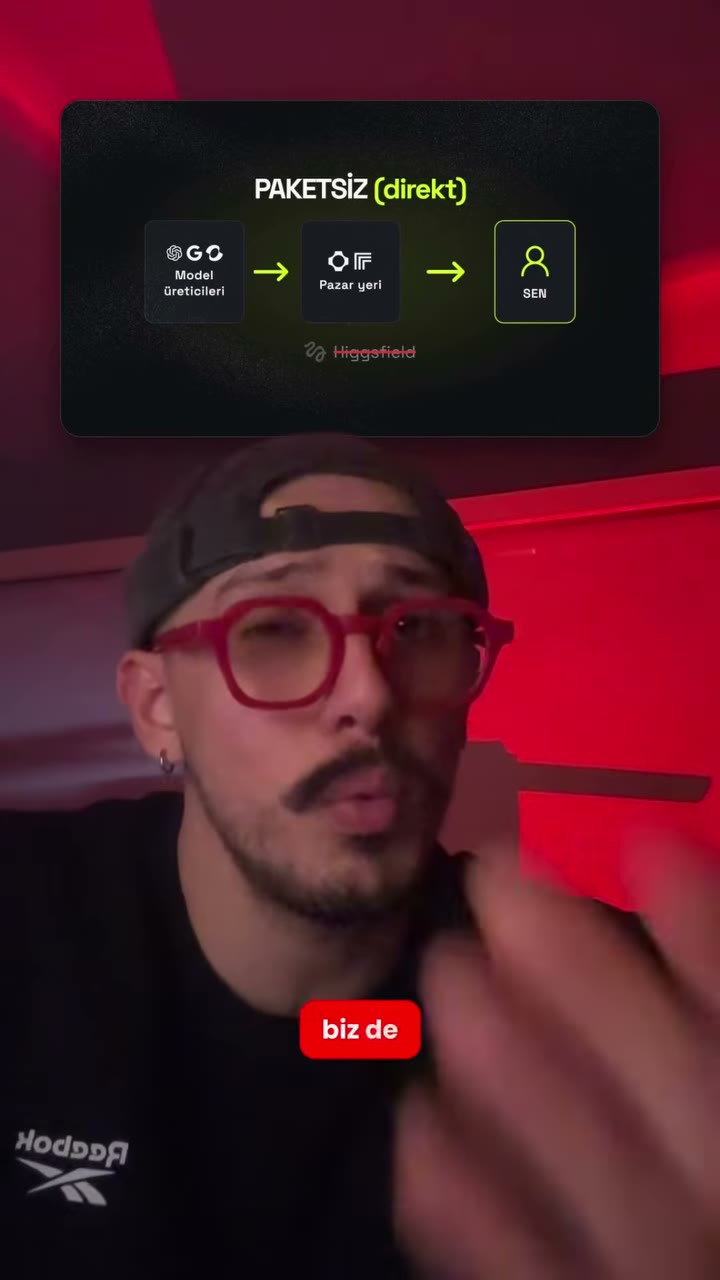 PAKETSİZ (direkt)
Model
üreticileri
Pazar yeri
SEN
Higgsfield
biz de
Reebok